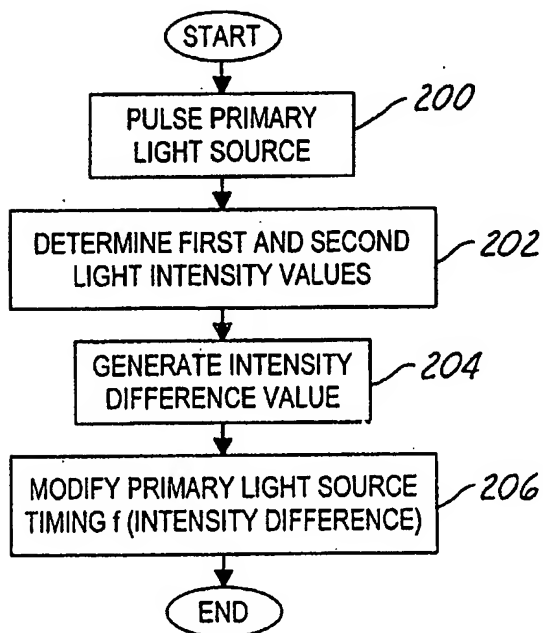 START
PULSE PRIMARY
LIGHT SOURCE
200
DETERMINE FIRST AND SECOND
LIGHT INTENSITY VALUES
202
GENERATE INTENSITY
DIFFERENCE VALUE
204
MODIFY PRIMARY LIGHT SOURCE
TIMING f (INTENSITY DIFFERENCE)
206
END